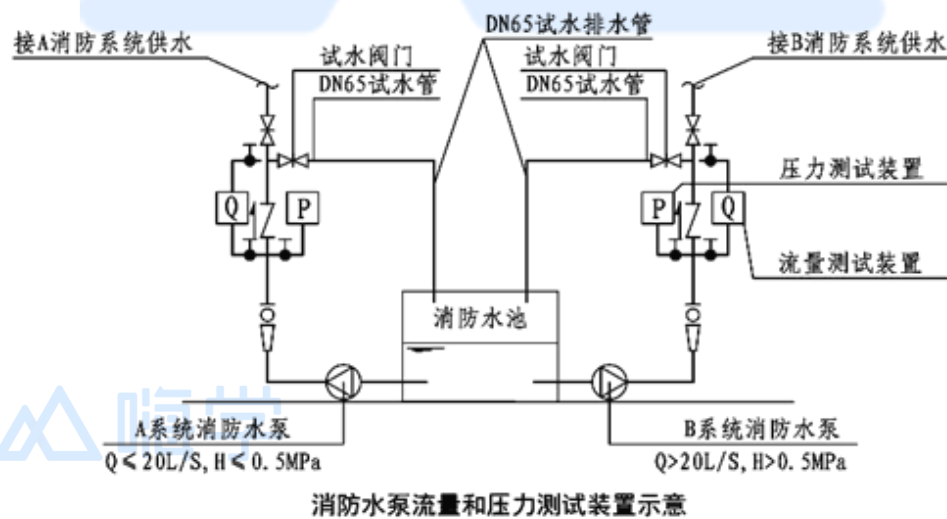 DN65试水排水管
接A消防系统供水
试水阀门
试水阀门
接B消防系统供水
DN65试水管
DN65试水管
压力测试装置
Q
P
P
Q
流量测试装置
消防水池
嗨学
A系统消防水泵
B系统消防水泵
Q≤20L/S,H≤0.5MPa
Q>20L/S,H>0.5MPa
消防水泵流量和压力测试装置示意